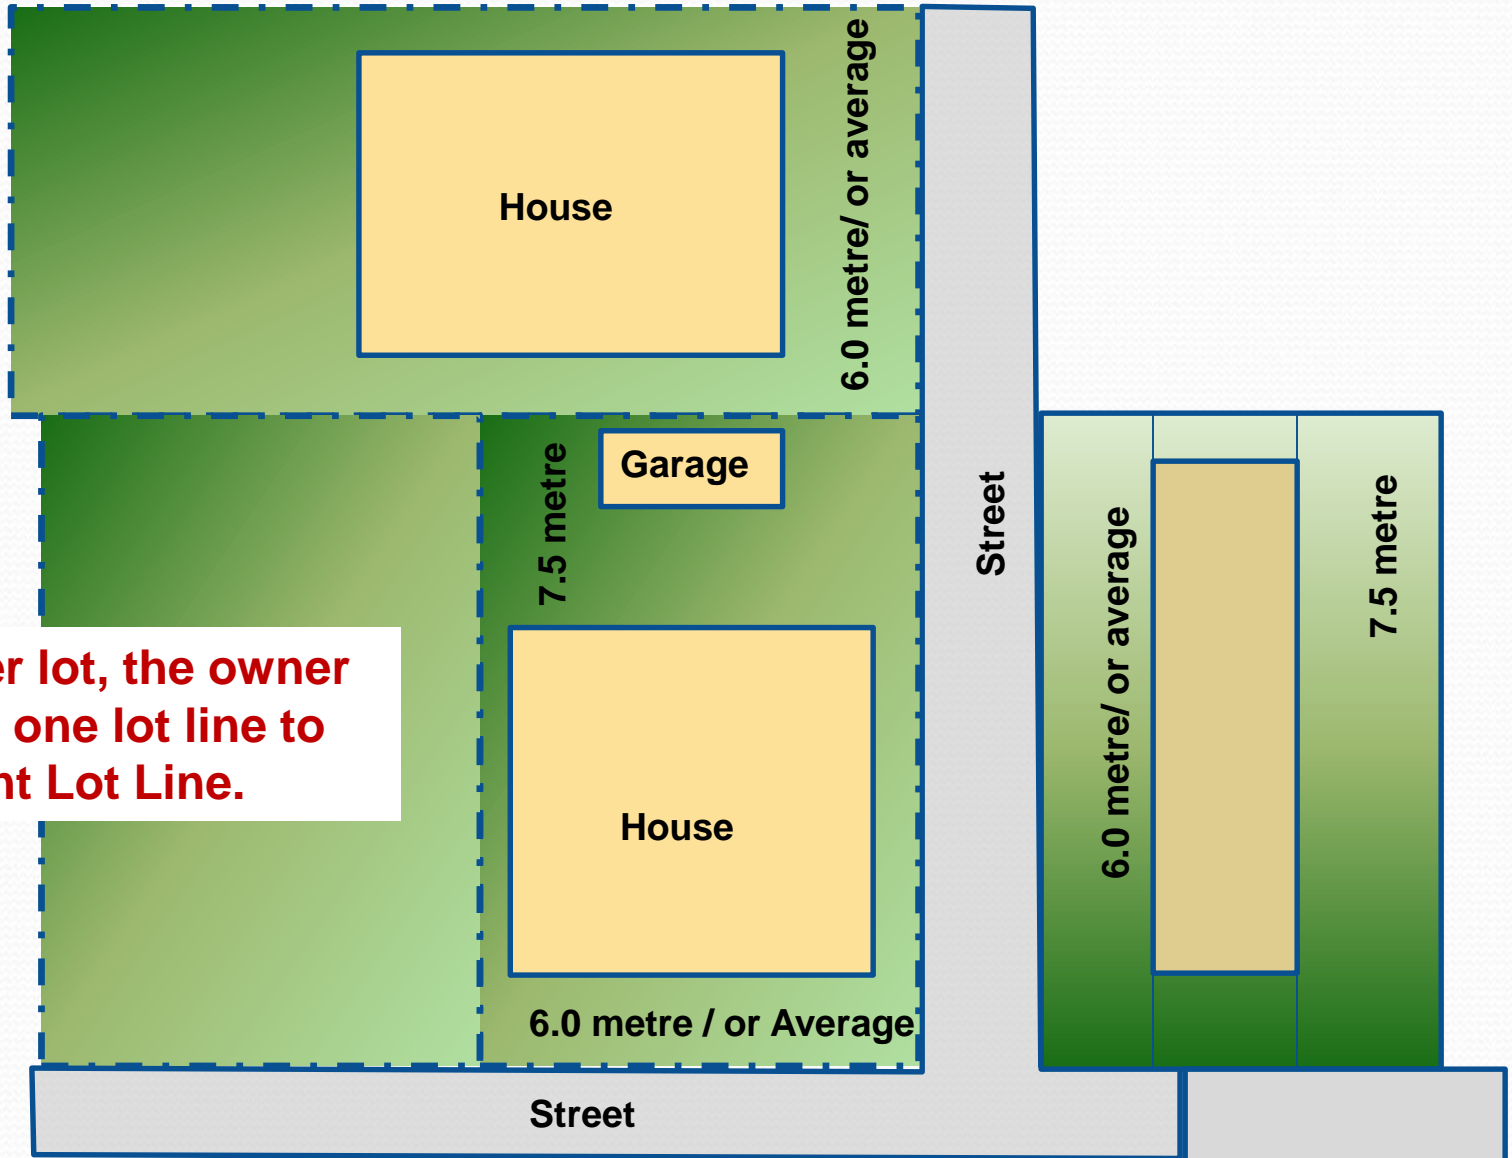 6.0 metre/ or average
House
Garage
7.5 metre
Street
7.5 metre
6.0 metre/ or average
lot, the owner
one lot line to
Lot Line.
House
6.0 metre / or Average
Street